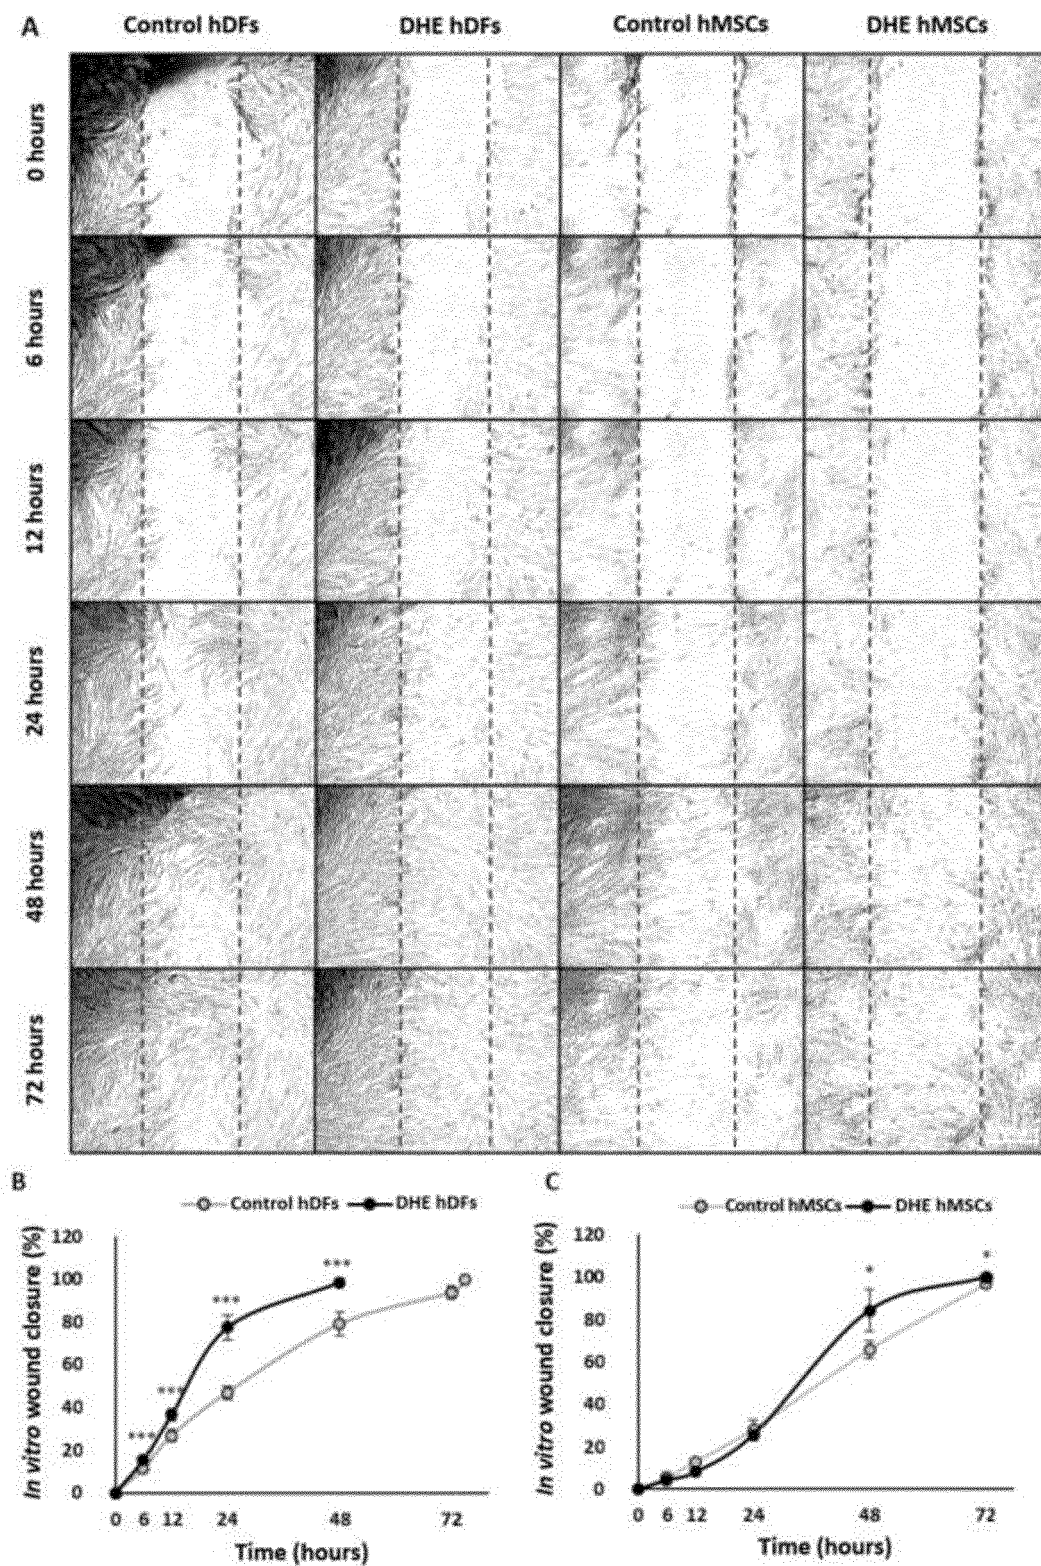 A
Control hDFs DHE hDFs Control hMSCs DHE hMSCs
0 hours
6 hours
12 hours
24 hours
48 hours
72 hours
B
Control hDFs DHE hDFs
In vitro wound closure (%)
120
100
80
60
40
20
0
***
***
***
***
0 6 12 24 48 72
Time (hours)
C
Control hMSCs DHE hMSCs
In vitro wound closure (%)
120
100
80
60
40
20
0
*
*
0 6 12 24 48 72
Time (hours)